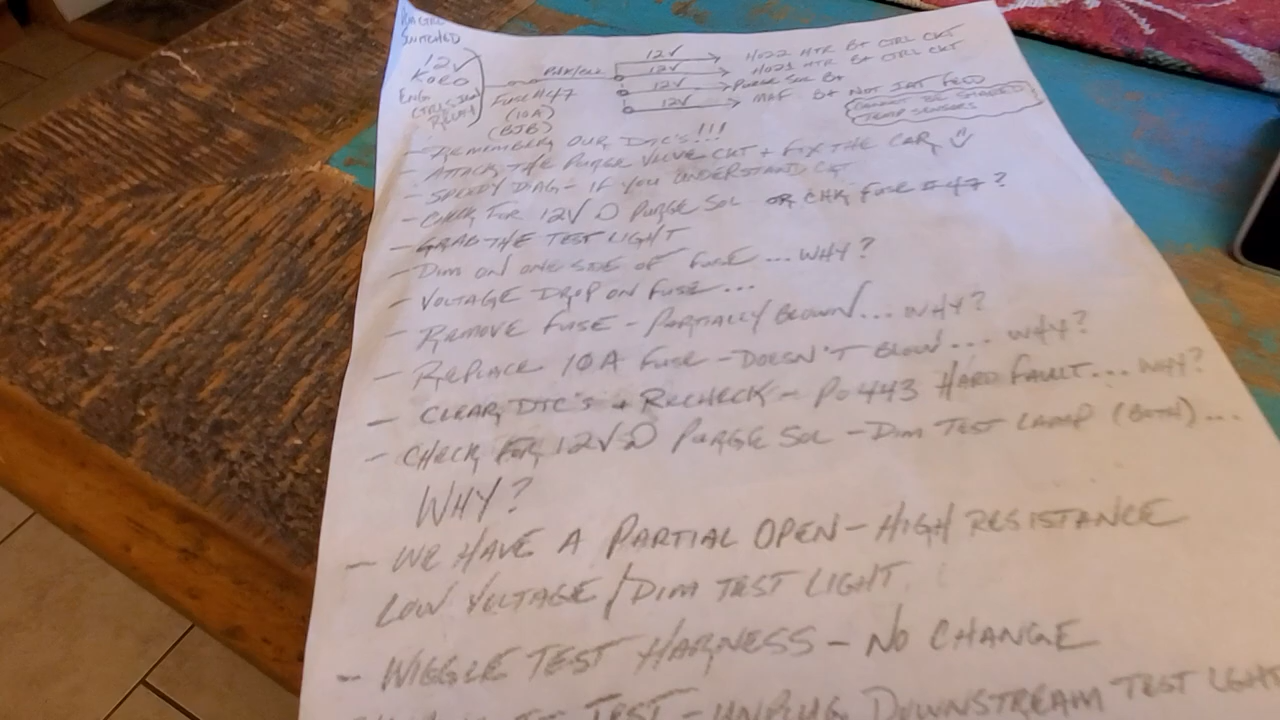 SWITCHED
12V
KOEO
ENG
RELAY
FUSE #47
(10A)
(BJB)
12V → HO22 HTR B+ CTRL CKT
12V → HO21 HTR B+ CTRL CKT
12V → PURGE SOL B+
12V → MAF B+ NOT IAT FEED
CANNOT BE SHARED
TEMP SENSORS
- REMEMBER OUR DTC'S!!!
- ATTACK THE PURGE VALVE CKT + FIX THE CAR
- SPEEDY DIAG - IF YOU UNDERSTAND CKT
- CHECK FOR 12V @ PURGE SOL OR CHK FUSE #47?
- GRAB THE TEST LIGHT
- DIM ON ONE SIDE OF FUSE ... WHY?
- VOLTAGE DROP ON FUSE ...
- REMOVE FUSE - PARTIALLY BLOWN... WHY?
- REPLACE 10A FUSE - DOESN'T BLOW ... WHY?
- CLEAR DTC'S + RECHECK - P0443 HARD FAULT... WHY?
- CHECK FOR 12V @ PURGE SOL - DIM TEST LAMP (BOTH) ...
WHY?
- WE HAVE A PARTIAL OPEN - HIGH RESISTANCE
LOW VOLTAGE / DIM TEST LIGHT
- WIGGLE TEST HARNESS - NO CHANGE
TEST - UNPLUG DOWNSTREAM TEST LIGHT